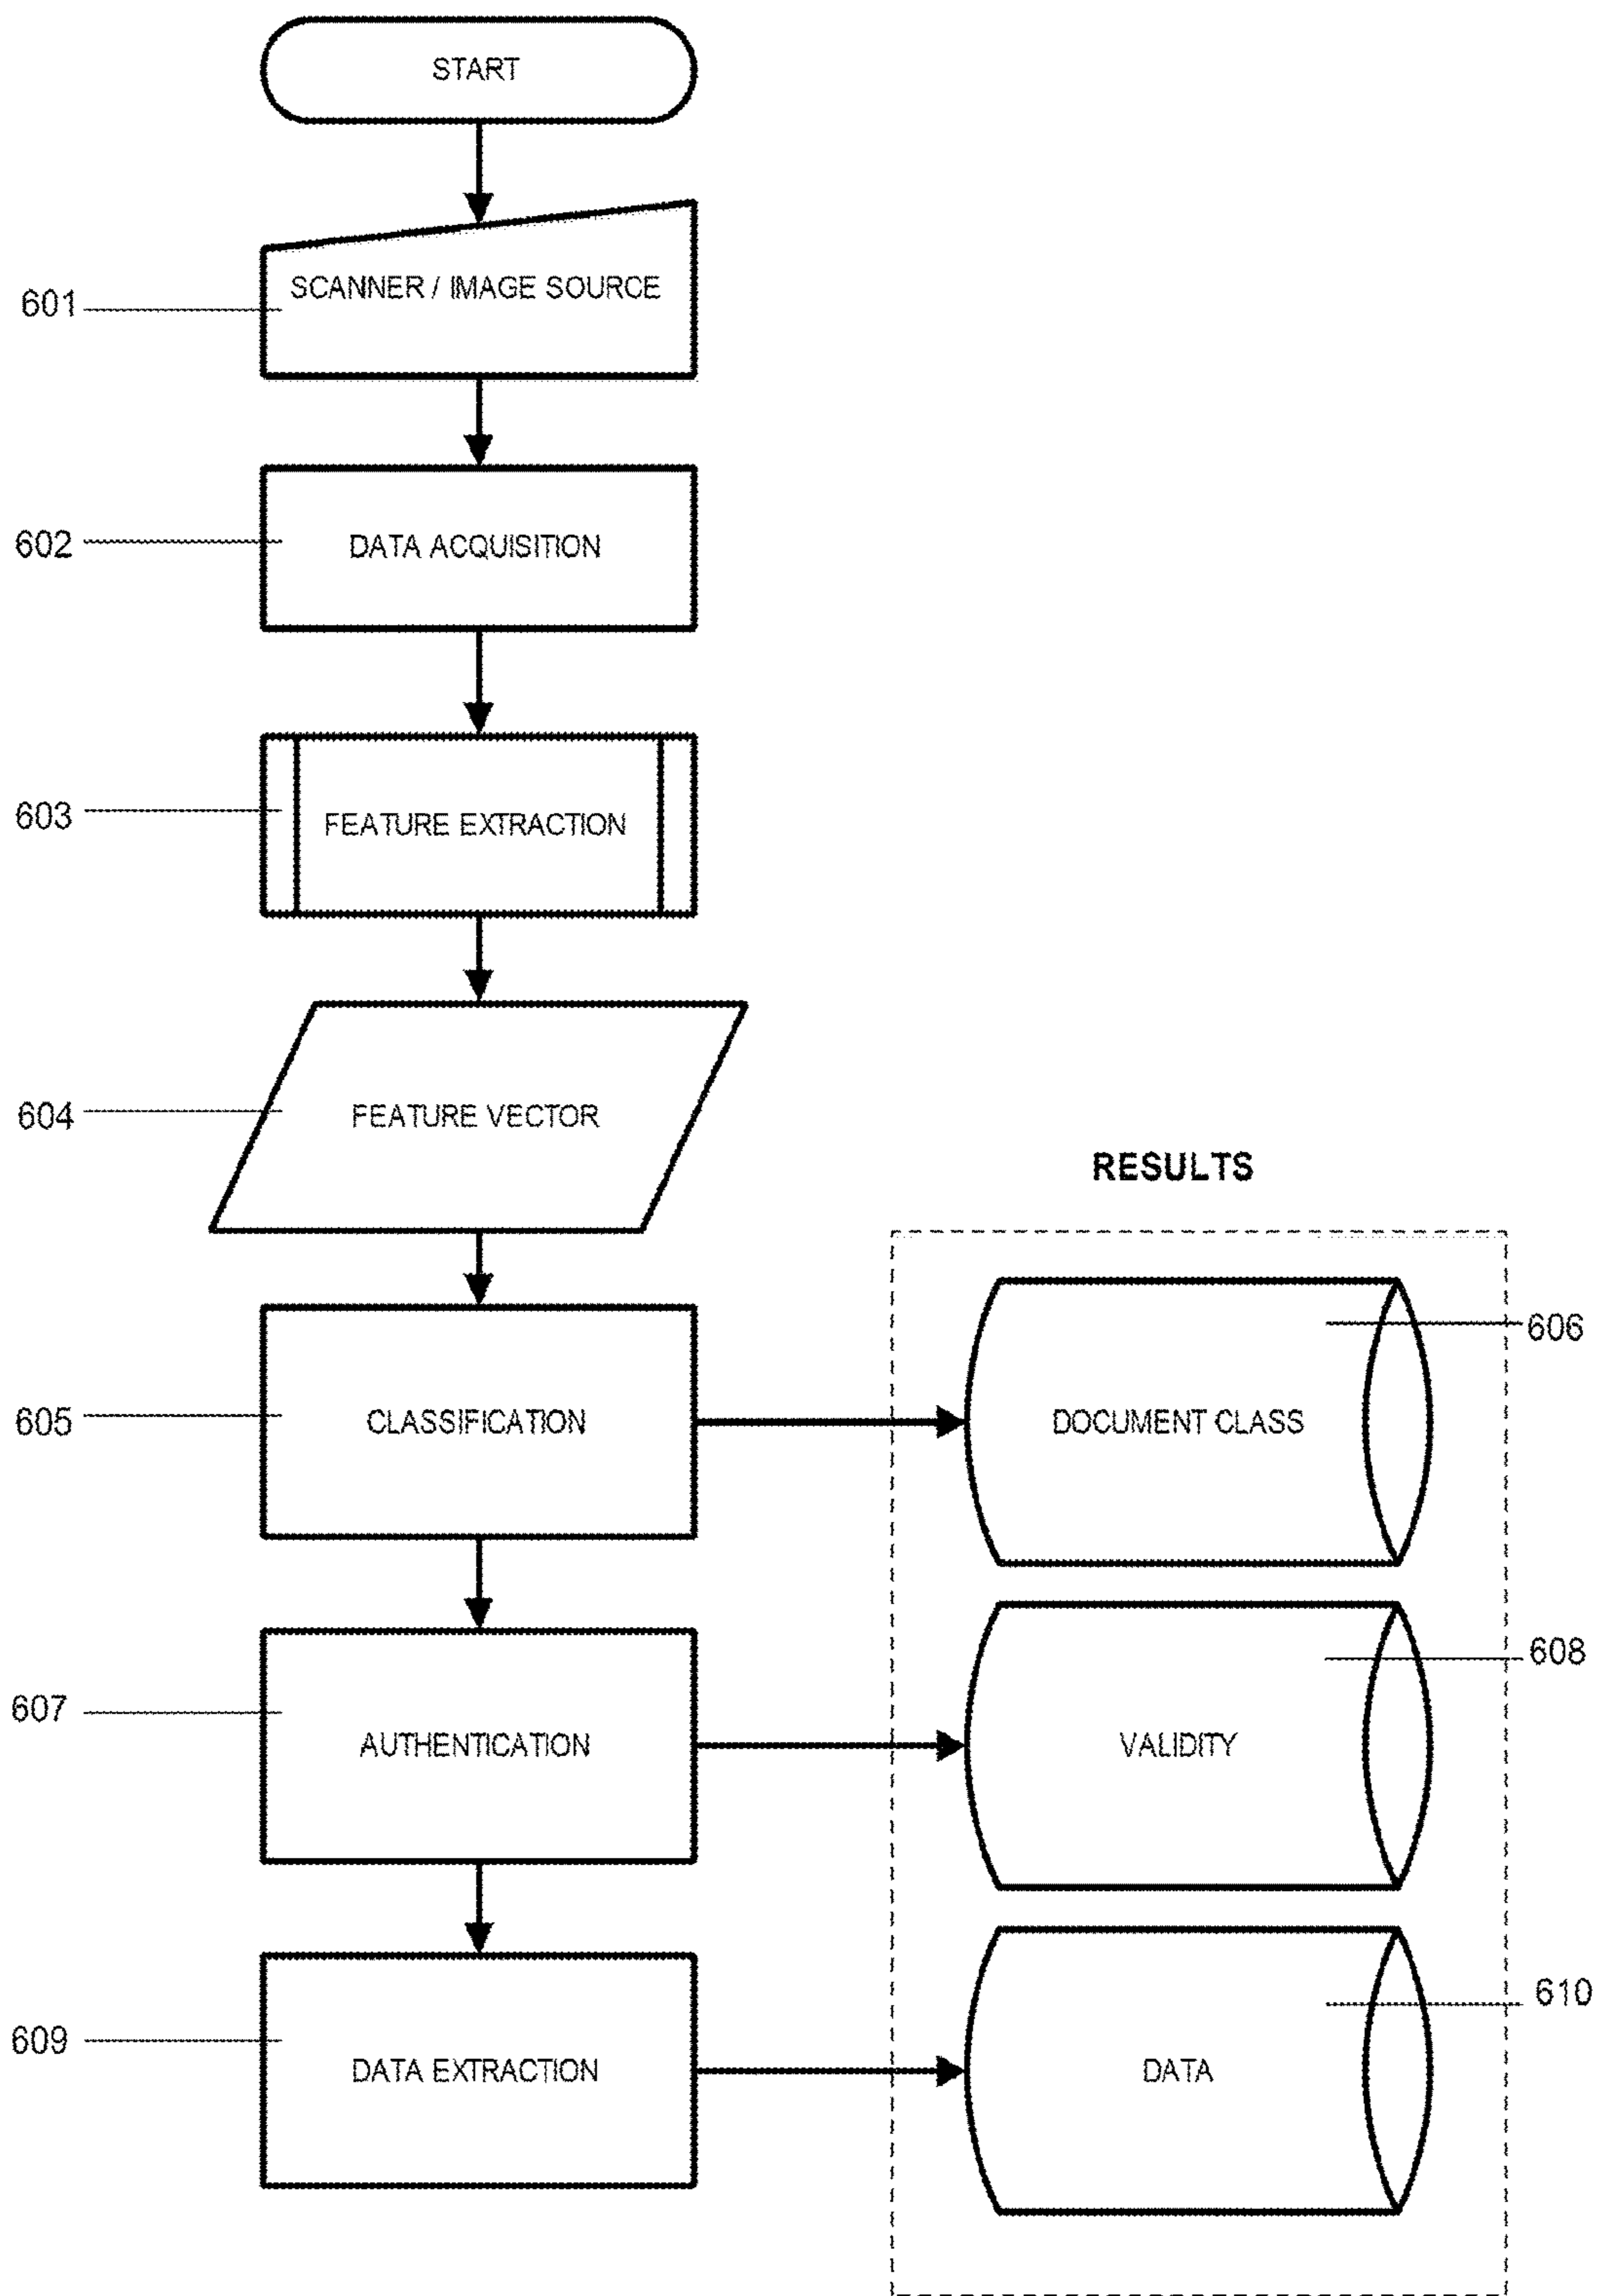 START
601
SCANNER / IMAGE SOURCE
602
DATA ACQUISITION
603
FEATURE EXTRACTION
604
FEATURE VECTOR
RESULTS
605
CLASSIFICATION
DOCUMENT CLASS
606
607
AUTHENTICATION
VALIDITY
608
609
DATA EXTRACTION
DATA
610